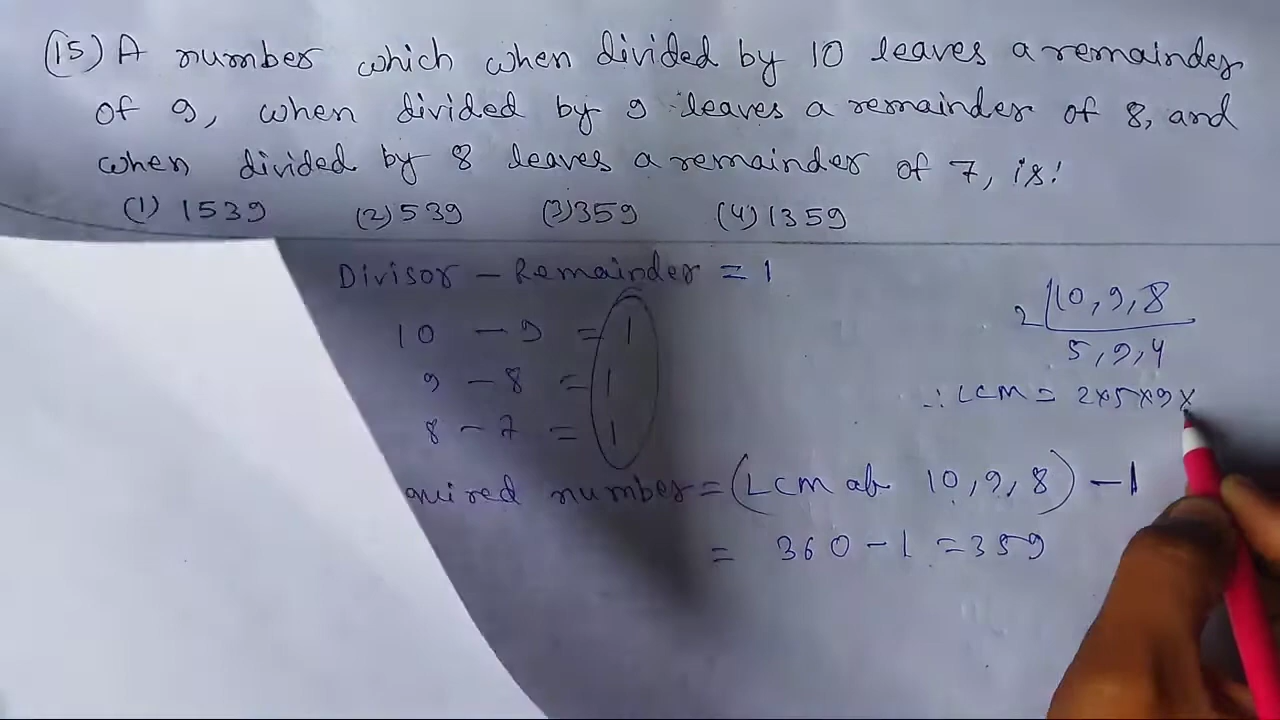 (15) A number which when divided by 10 leaves a remainder
of 9, when divided by 9 leaves a remainder of 8, and
when divided by 8 leaves a remainder of 7, is:
(1) 1539 (2) 539 (3) 359 (4) 1359
Divisor - Remainder = 1
10 - 9 = 1
9 - 8 = 1
8 - 7 = 1
2 10, 9, 8
5, 9, 4
∴ LCM = 2×5×9×
quired number = (LCM of 10, 9, 8) - 1
= 360 - 1 = 359